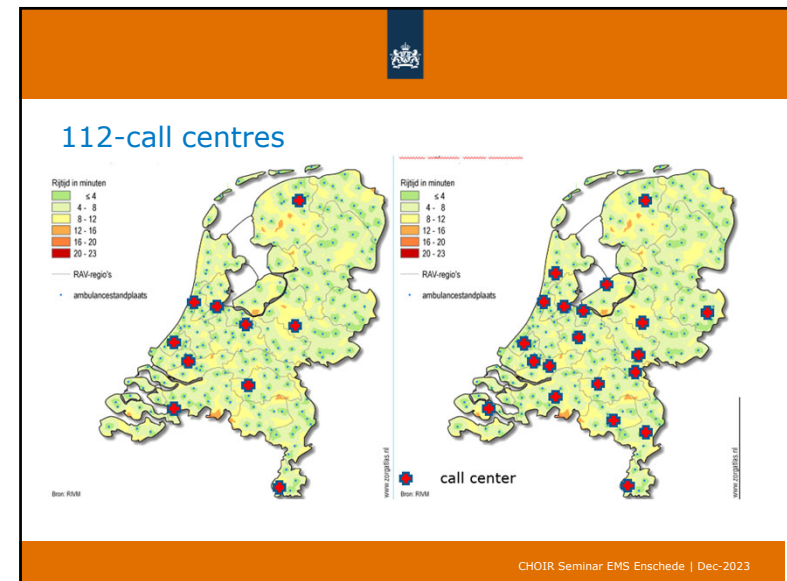 112-call centres
Rijtijd in minuten
≤ 4
4 - 8
8 - 12
12 - 16
16 - 20
20 - 23
RAV-regio's
ambulancestandplaats
Bron: RIVM
www.zorgatlas.nl
Rijtijd in minuten
≤ 4
4 - 8
8 - 12
12 - 16
16 - 20
20 - 23
RAV-regio's
ambulancestandplaats
call center
Bron: RIVM
www.zorgatlas.nl
CHOIR Seminar EMS Enschede | Dec-2023